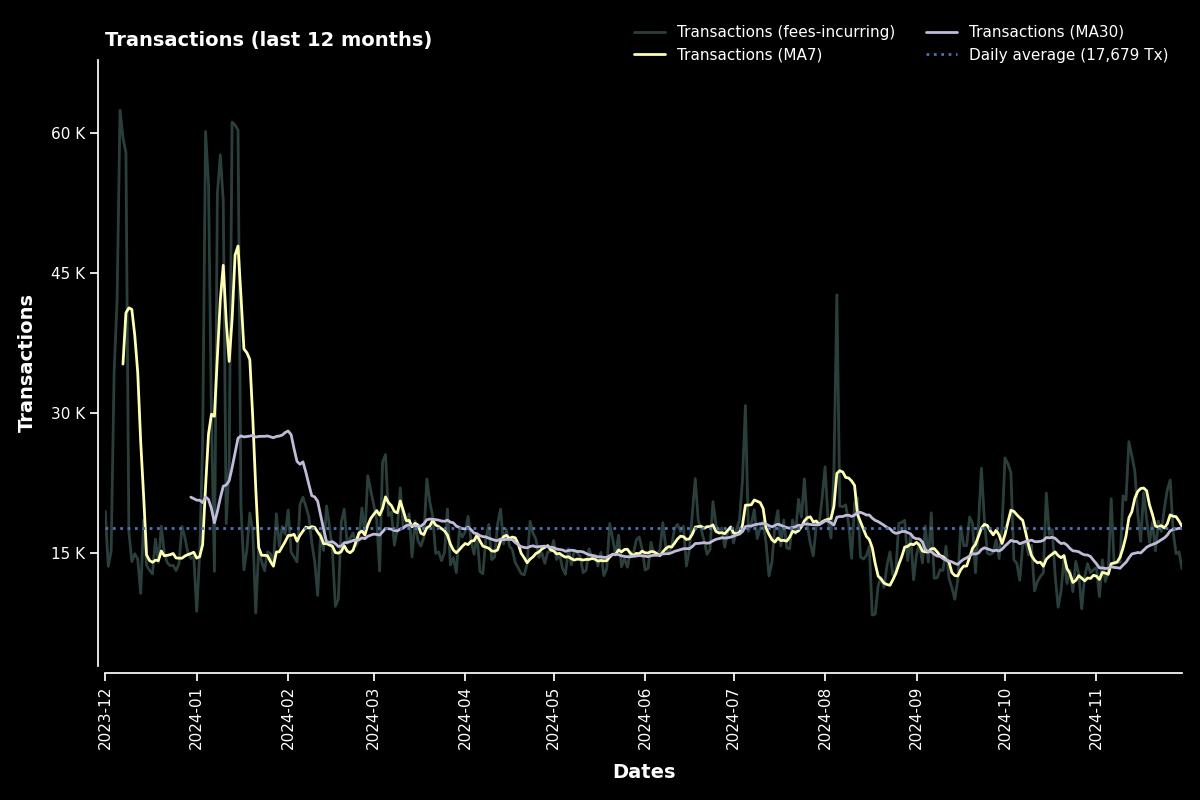 Transactions (last 12 months)
Transactions (fees-incurring)
Transactions (MA7)
Transactions (MA30)
Daily average (17,679 Tx)
Transactions
60 K
45 K
30 K
15 K
2023-12
2024-01
2024-02
2024-03
2024-04
2024-05
2024-06
2024-07
2024-08
2024-09
2024-10
2024-11
Dates